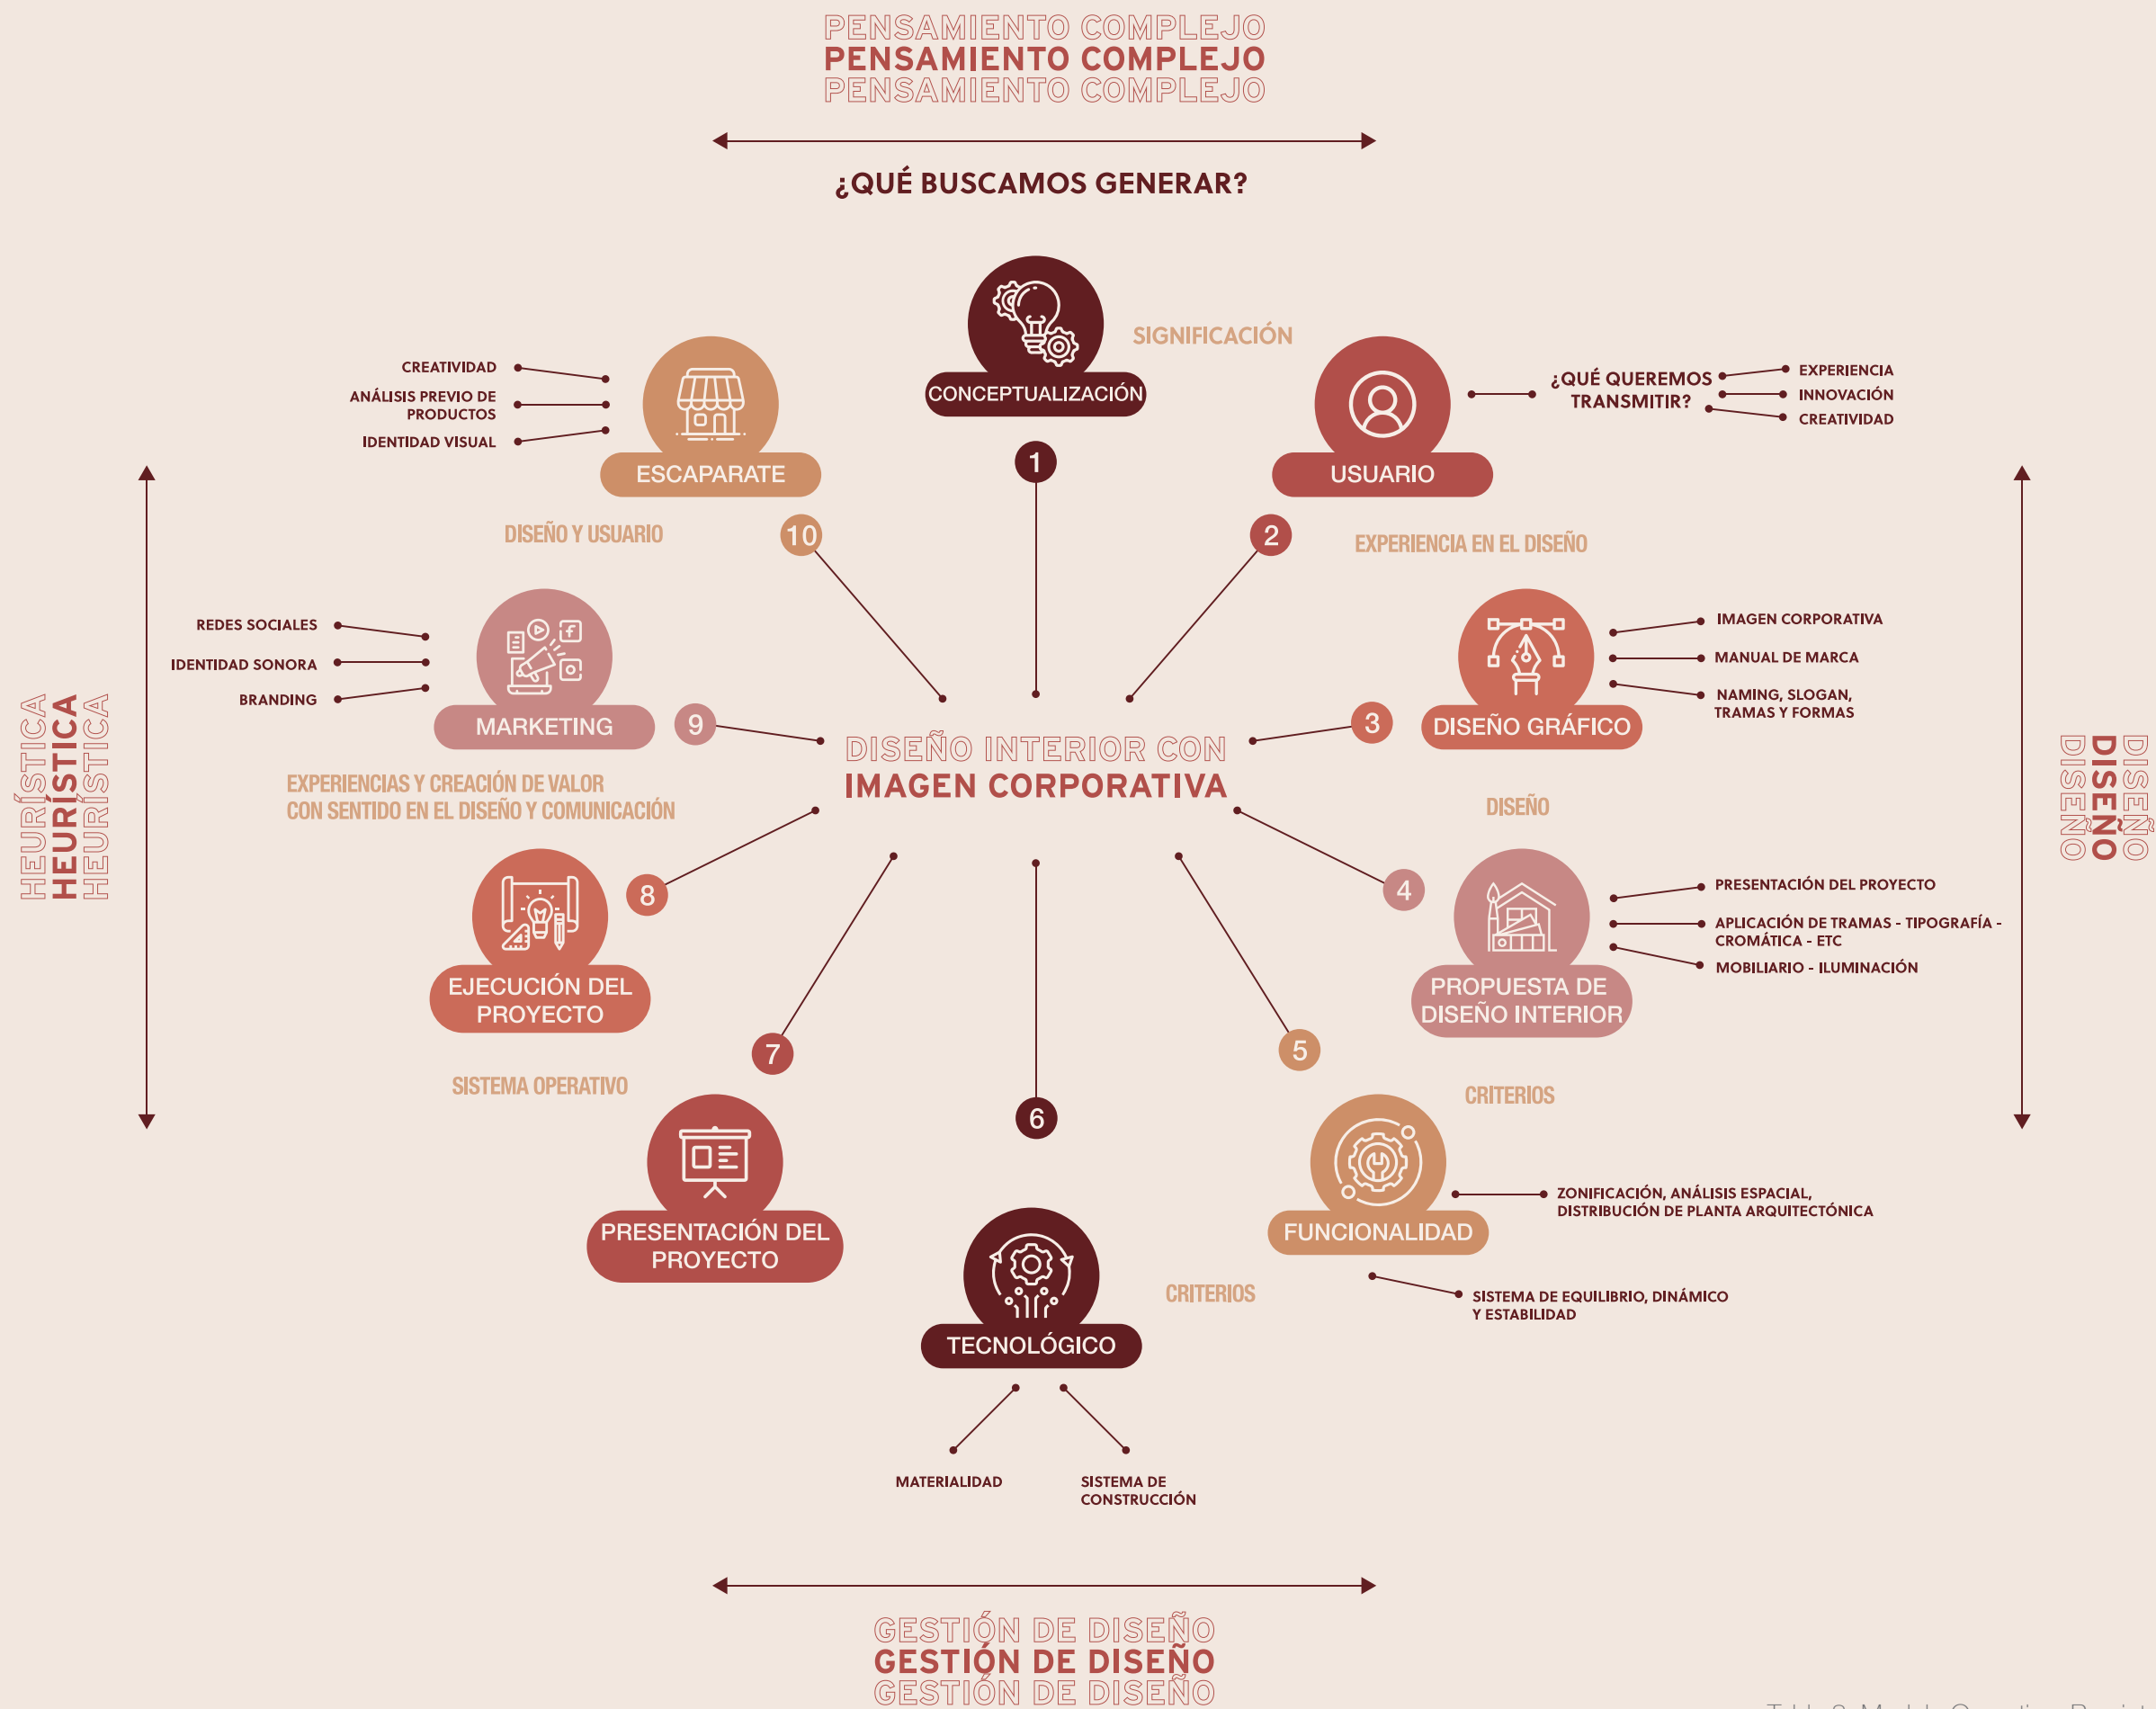 PENSAMIENTO COMPLEJO
PENSAMIENTO COMPLEJO
PENSAMIENTO COMPLEJO
¿QUÉ BUSCAMOS GENERAR?
CONCEPTUALIZACIÓN
SIGNIFICACIÓN
1
USUARIO
¿QUÉ QUEREMOS
TRANSMITIR?
EXPERIENCIA
INNOVACIÓN
CREATIVIDAD
2
EXPERIENCIA EN EL DISEÑO
DISEÑO GRÁFICO
IMAGEN CORPORATIVA
MANUAL DE MARCA
NAMING, SLOGAN,
TRAMAS Y FORMAS
3
DISEÑO
PROPUESTA DE
DISEÑO INTERIOR
PRESENTACIÓN DEL PROYECTO
APLICACIÓN DE TRAMAS - TIPOGRAFÍA -
CROMÁTICA - ETC
MOBILIARIO - ILUMINACIÓN
4
CRITERIOS
5
FUNCIONALIDAD
ZONIFICACIÓN, ANÁLISIS ESPACIAL,
DISTRIBUCIÓN DE PLANTA ARQUITECTÓNICA
SISTEMA DE EQUILIBRIO, DINÁMICO
Y ESTABILIDAD
CRITERIOS
6
TECNOLÓGICO
MATERIALIDAD
SISTEMA DE
CONSTRUCCIÓN
7
PRESENTACIÓN DEL
PROYECTO
SISTEMA OPERATIVO
8
EJECUCIÓN DEL
PROYECTO
EXPERIENCIAS Y CREACIÓN DE VALOR
CON SENTIDO EN EL DISEÑO Y COMUNICACIÓN
9
MARKETING
REDES SOCIALES
IDENTIDAD SONORA
BRANDING
DISEÑO Y USUARIO
10
ESCAPARATE
CREATIVIDAD
ANÁLISIS PREVIO DE
PRODUCTOS
IDENTIDAD VISUAL
DISEÑO INTERIOR CON
IMAGEN CORPORATIVA
HEURÍSTICA
HEURÍSTICA
HEURÍSTICA
DISEÑO
DISEÑO
DISEÑO
GESTIÓN DE DISEÑO
GESTIÓN DE DISEÑO
GESTIÓN DE DISEÑO